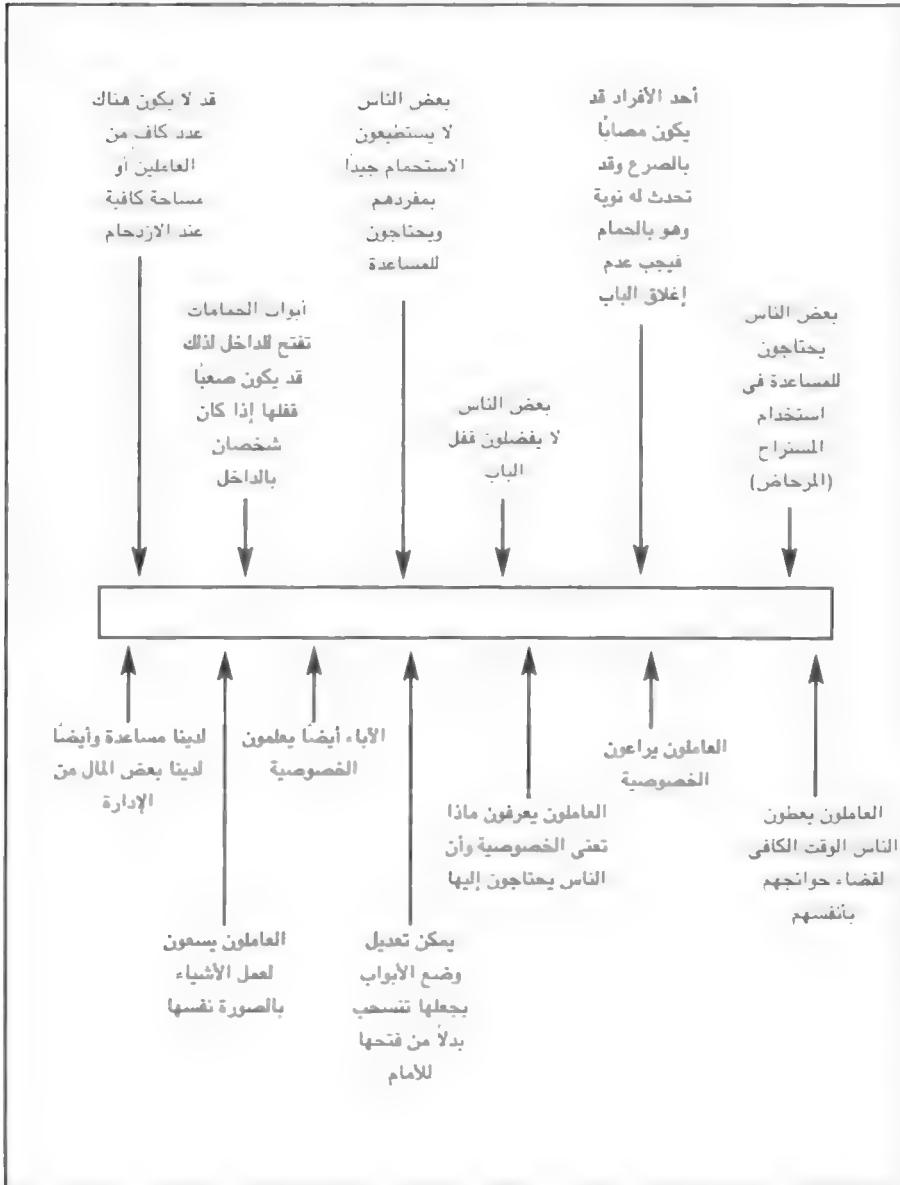 أحد الأفراد قد
يكون مصابًا
بالصرع وقد
تحدث له نوبة
وهو بالحمام
فيجب عدم
إغلاق الباب
بعض الناس
لا يستطيعون
الاستحمام جيدًا
بمفردهم
ويحتاجون
للمساعدة
قد لا يكون هناك
عدد كاف من
العاملين أو
مساحة كافية
عند الازدحام
بعض الناس
يحتاجون
للمساعدة فى
استخدام
المستراح
(المرحاض)
بعض الناس
لا يفضلون قفل
الباب
أبواب الحمامات
تفتح للداخل لذلك
قد يكون صعبًا
قفلها إذا كان
شخصان
بالداخل
العاملون يراعون
الخصوصية
الآباء أيضًا يعلمون
الخصوصية
لدينا مساعدة وأيضًا
لدينا بعض المال من
الإدارة
العاملون يعطون
الناس الوقت الكافى
لقضاء حوائجهم
بأنفسهم
العاملون يعرفون ماذا
تعنى الخصوصية وأن
الناس يحتاجون إليها
يمكن تعديل
وضع الأبواب
بجعلها تنسحب
بدلاً من فتحها
للأمام
العاملون يسعون
لعمل الأشياء
بالصورة نفسها